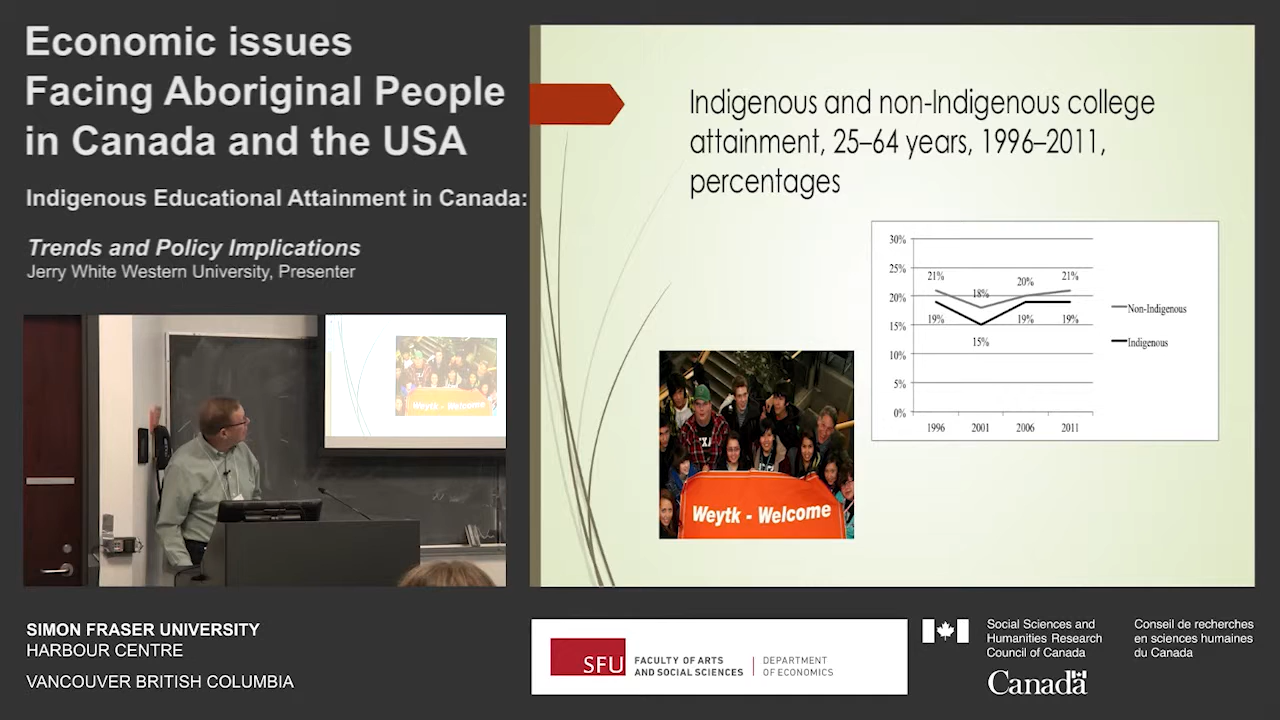 Economic issues
Facing Aboriginal People
in Canada and the USA
Indigenous Educational Attainment in Canada:
Trends and Policy Implications
Jerry White Western University, Presenter
Weytk - Welcome
Indigenous and non-Indigenous college
attainment, 25–64 years, 1996–2011,
percentages
30%
25%
20%
15%
10%
5%
0%
21%
18%
20%
21%
19%
15%
19%
19%
1996
2001
2006
2011
Non-Indigenous
Indigenous
Weytk - Welcome
SIMON FRASER UNIVERSITY
HARBOUR CENTRE
VANCOUVER BRITISH COLUMBIA
SFU
FACULTY OF ARTS
AND SOCIAL SCIENCES
DEPARTMENT
OF ECONOMICS
Social Sciences and
Humanities Research
Council of Canada
Conseil de recherches
en sciences humaines
du Canada
Canada